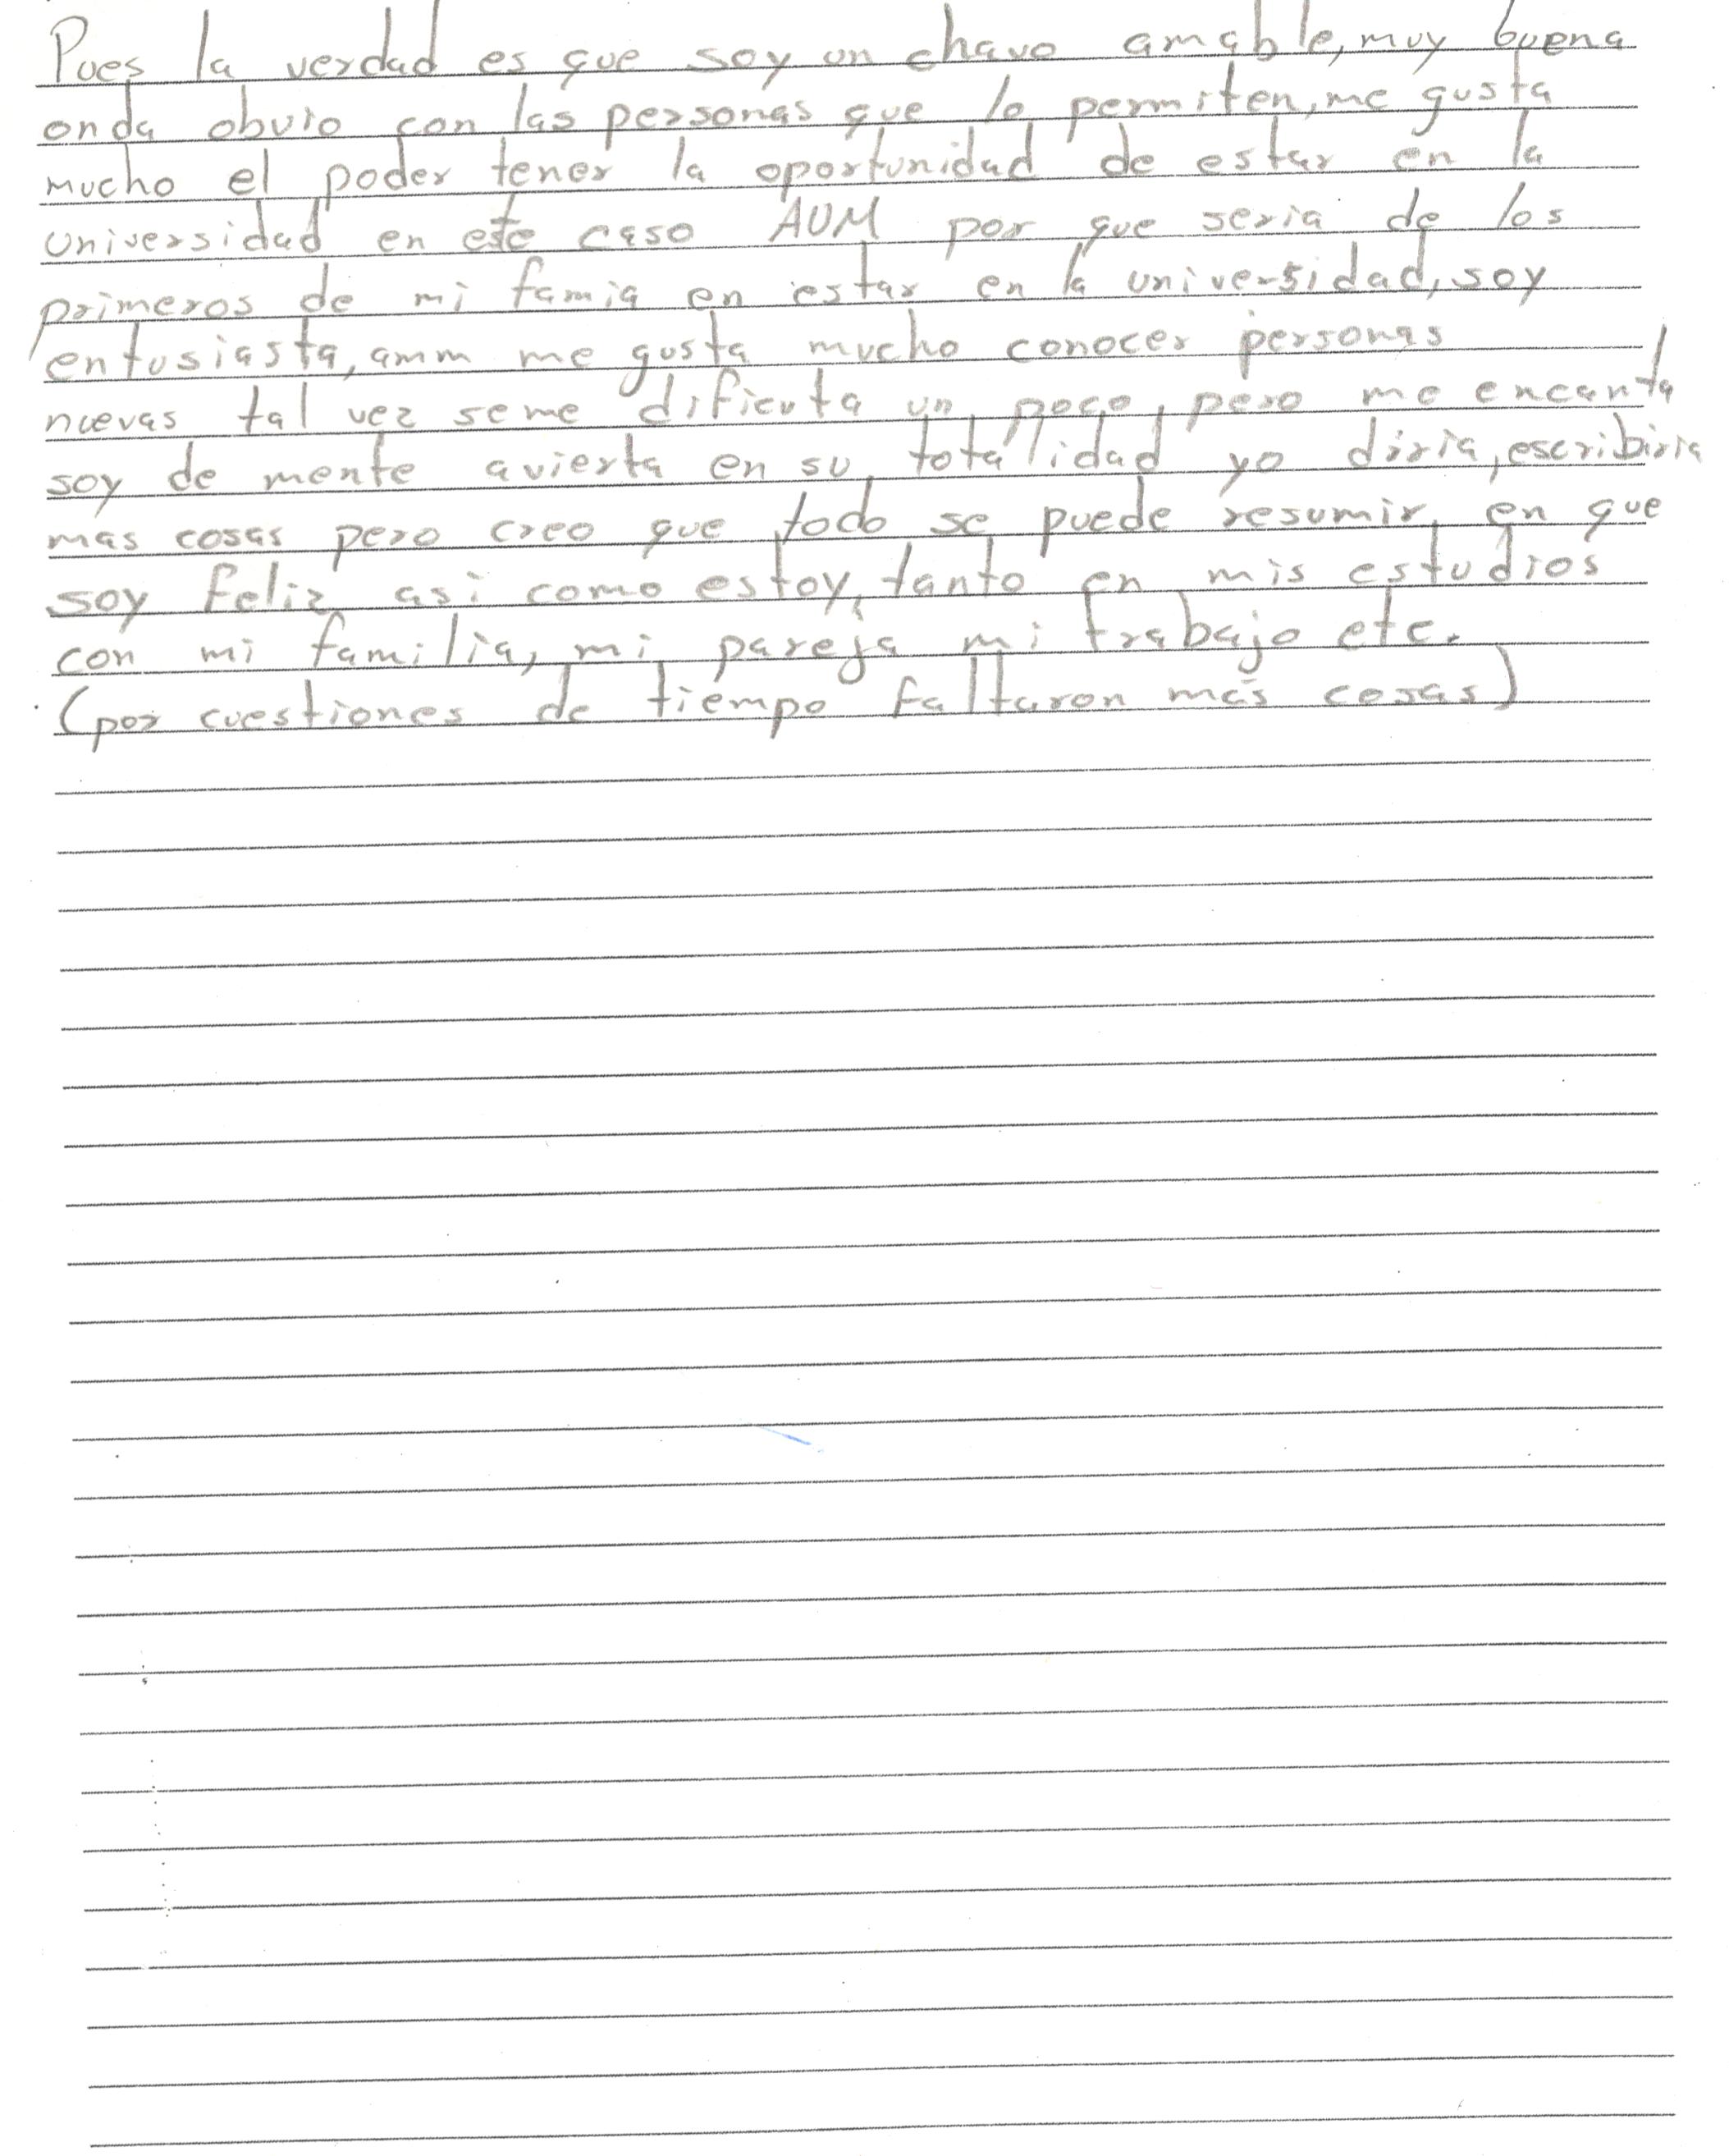 Pues la verdad es que soy un chavo amable, muy buena
onda obvio con las personas que lo permiten, me gusta
mucho el poder tener la oportunidad de estar en la
universidad en este caso AUM por que seria de los
primeros de mi famia en estar en la universidad, soy
entusiasta, amm me gusta mucho conocer personas
nuevas tal vez seme dificuta un poco, pero me encanta
soy de mente avierta en su totalidad yo diria, escribiria
mas cosas pero creo que todo se puede resumir en que
soy feliz asi como estoy, tanto en mis estudios
con mi familia, mi pareja mi trabajo etc.
(por cuestiones de tiempo faltaron más cosas)